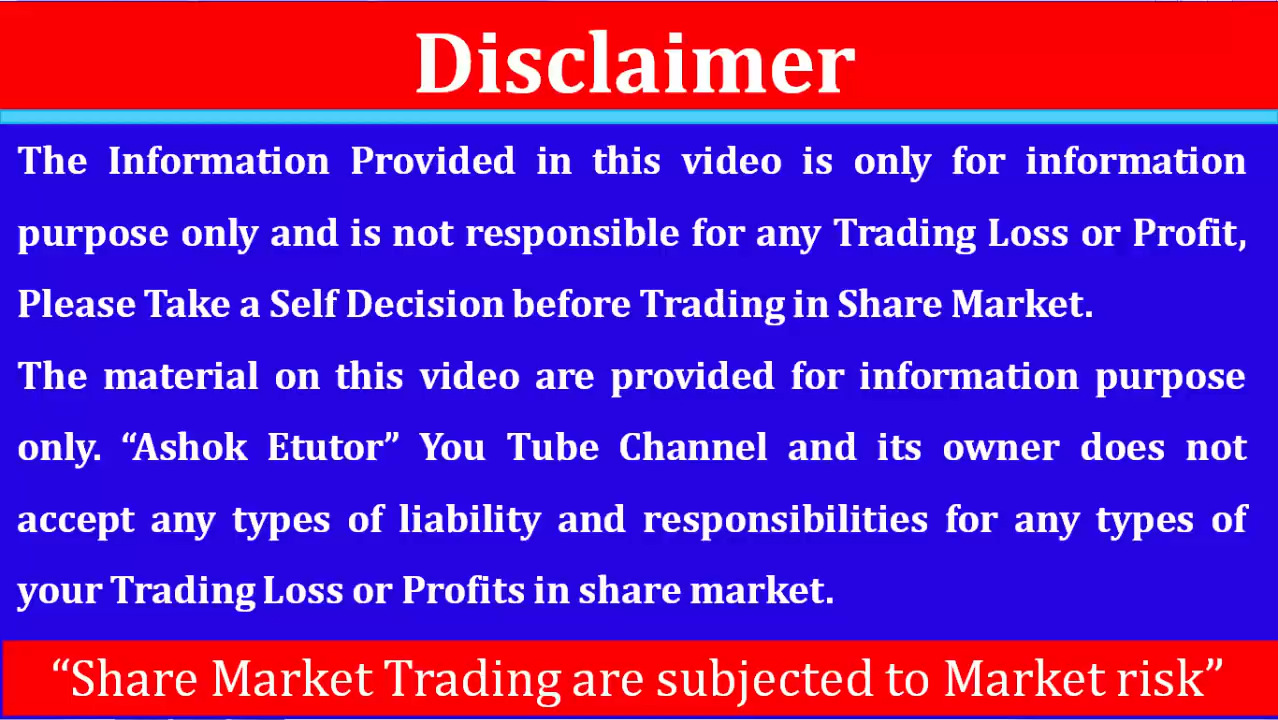 Disclaimer
The Information Provided in this video is only for information
purpose only and is not responsible for any Trading Loss or Profit,
Please Take a Self Decision before Trading in Share Market.
The material on this video are provided for information purpose
only. “Ashok Etutor” You Tube Channel and its owner does not
accept any types of liability and responsibilities for any types of
your Trading Loss or Profits in share market.
“Share Market Trading are subjected to Market risk”